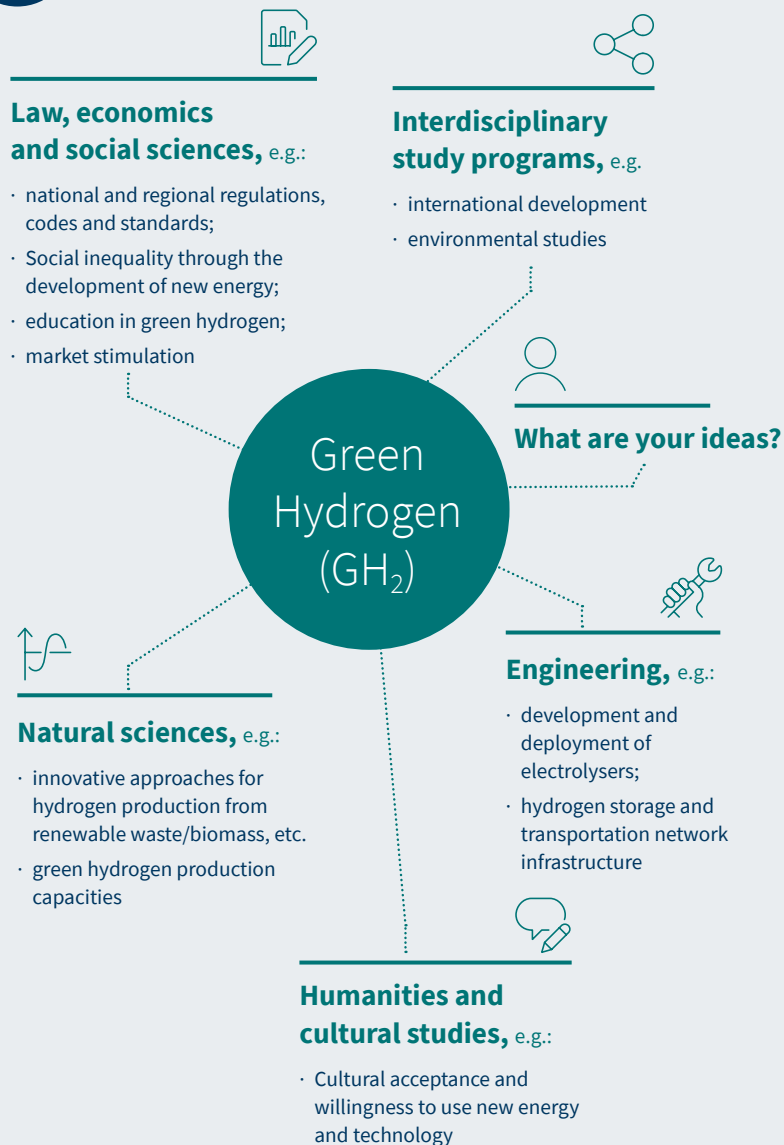 Law, economics
and social sciences, e.g.:
· national and regional regulations,
codes and standards;
· Social inequality through the
development of new energy;
· education in green hydrogen;
· market stimulation
Interdisciplinary
study programs, e.g.
· international development
· environmental studies
What are your ideas?
Green
Hydrogen
(GH₂)
Engineering, e.g.:
· development and
deployment of
electrolysers;
· hydrogen storage and
transportation network
infrastructure
Natural sciences, e.g.:
· innovative approaches for
hydrogen production from
renewable waste/biomass, etc.
· green hydrogen production
capacities
Humanities and
cultural studies, e.g.:
· Cultural acceptance and
willingness to use new energy
and technology